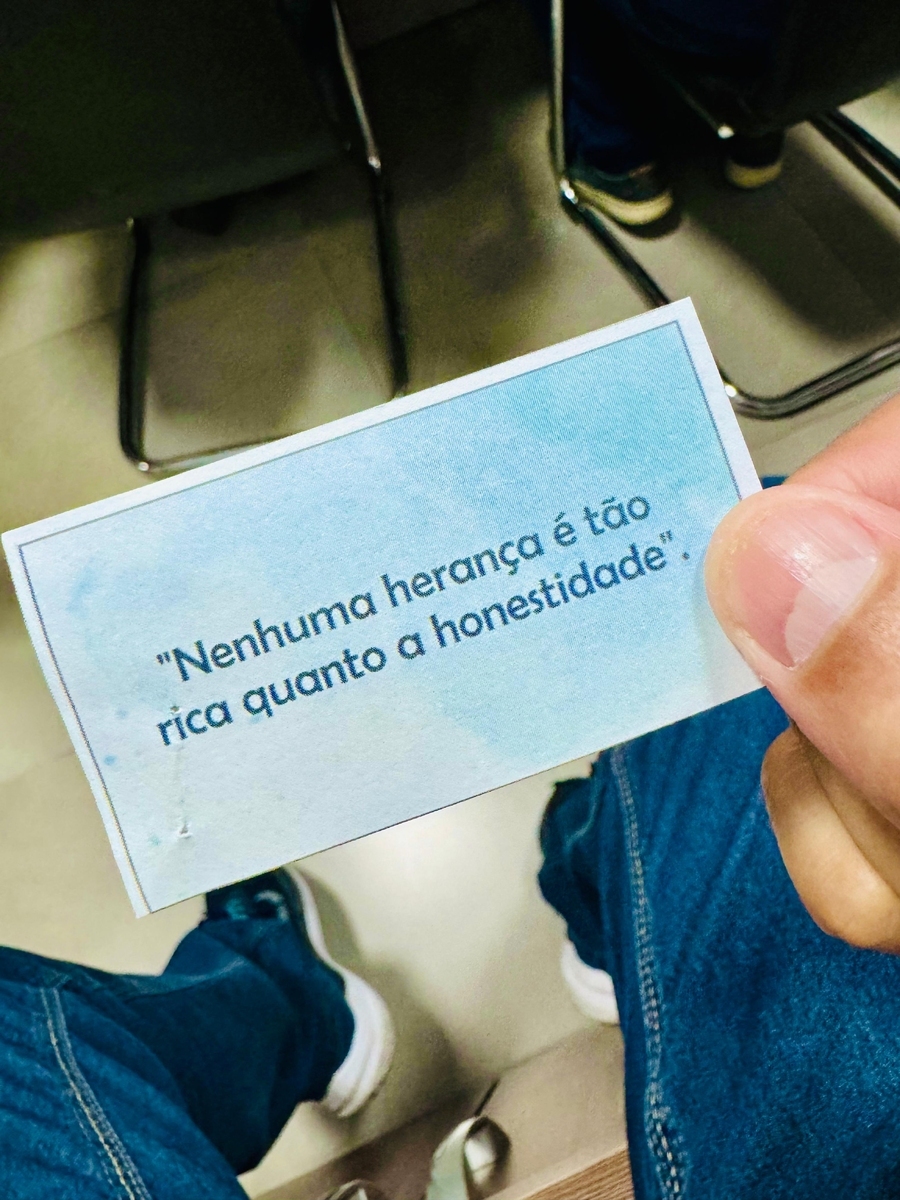 "Nenhuma herança é tão
rica quanto a honestidade".